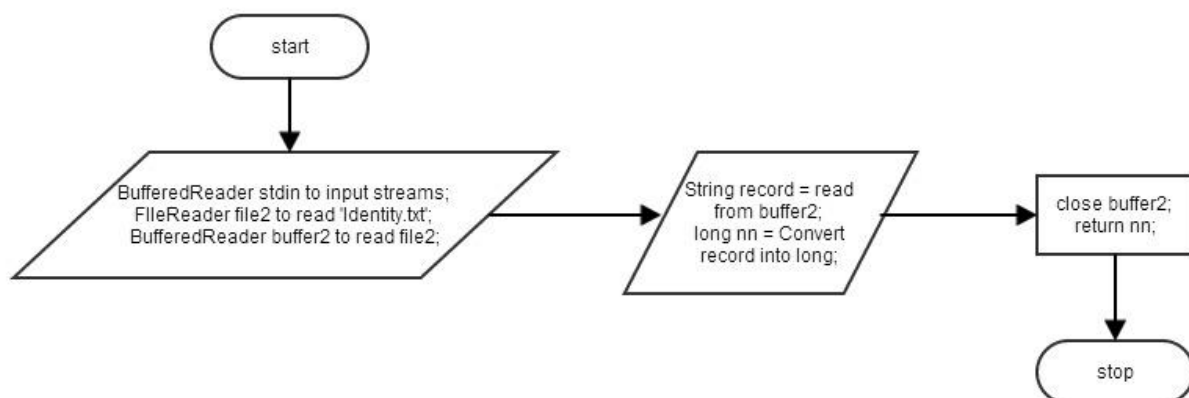 start
BufferedReader stdin to input streams;
FIleReader file2 to read 'Identity.txt';
BufferedReader buffer2 to read file2;
String record = read
from buffer2;
long nn = Convert
record into long;
close buffer2;
return nn;
stop